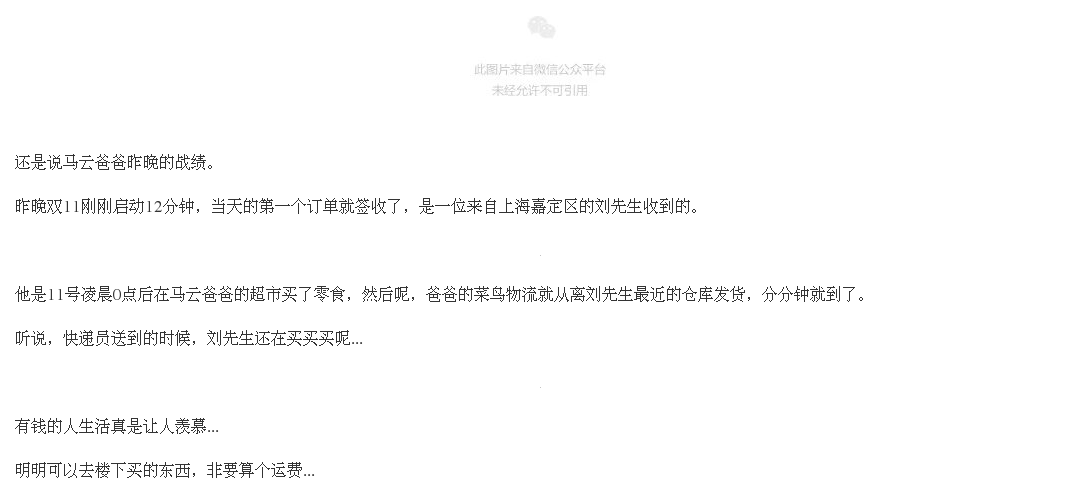 此图片来自微信公众平台
未经允许不可引用
还是说马云爸爸昨晚的战绩。
昨晚双11刚刚启动12分钟，当天的第一个订单就签收了，是一位来自上海嘉定区的刘先生收到的。
他是11号凌晨0点后在马云爸爸的超市买了零食，然后呢，爸爸的菜鸟物流就从离刘先生最近的仓库发货，分分钟就到了。
听说，快递员送到的时候，刘先生还在买买买呢...
有钱的人生活真是让人羡慕...
明明可以去楼下买的东西，非要算个运费...